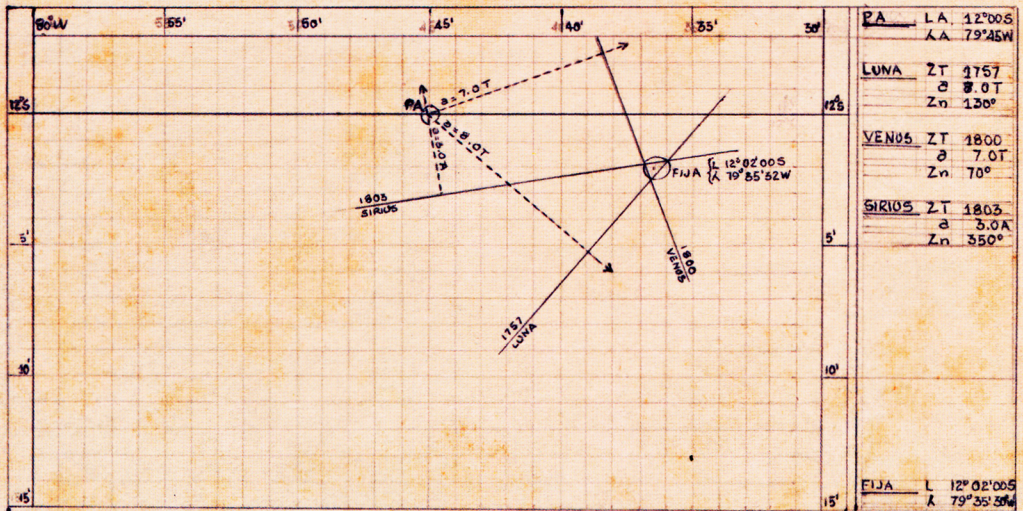 80°W 55' 50' 45' 40' 35' 30'
PA
a=7.0T
a=8.0T
a=3.0A
12°S
12°S
1803
SIRIUS
FIJA { L 12°02'00S
λ 79°35'32W
1800
VENUS
1757
LUNA
5'
5'
10'
10'
15'
15'
PA LA 12°00S
λA 79°45W
LUNA ZT 1757
a 8.0T
Zn 130°
VENUS ZT 1800
a 7.0T
Zn 70°
SIRIUS ZT 1803
a 3.0A
Zn 350°
FIJA L 12°02'00S
λ 79°35'30W